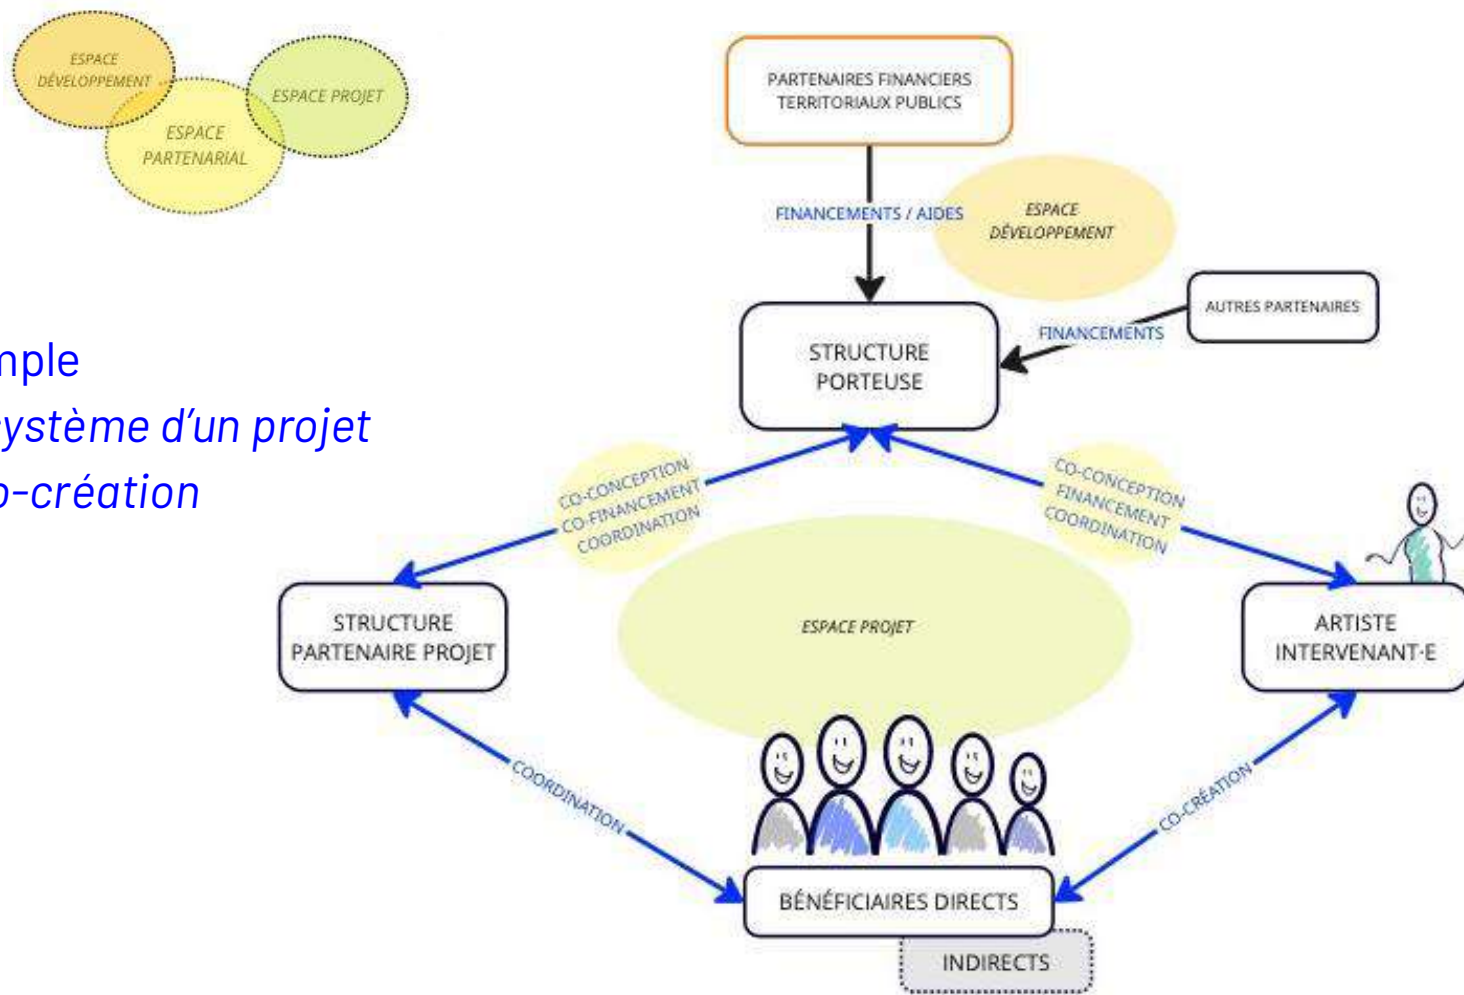 ESPACE
DÉVELOPPEMENT
ESPACE PROJET
ESPACE
PARTENARIAL
PARTENAIRES FINANCIERS
TERRITORIAUX PUBLICS
FINANCEMENTS / AIDES
ESPACE
DÉVELOPPEMENT
AUTRES PARTENAIRES
FINANCEMENTS
STRUCTURE
PORTEUSE
mple
système d'un projet
o-création
CO-CONCEPTION
CO-FINANCEMENT
COORDINATION
CO-CONCEPTION
FINANCEMENT
COORDINATION
STRUCTURE
PARTENAIRE PROJET
ESPACE PROJET
ARTISTE
INTERVENANT·E
COORDINATION
CO-CRÉATION
BÉNÉFICIAIRES DIRECTS
INDIRECTS